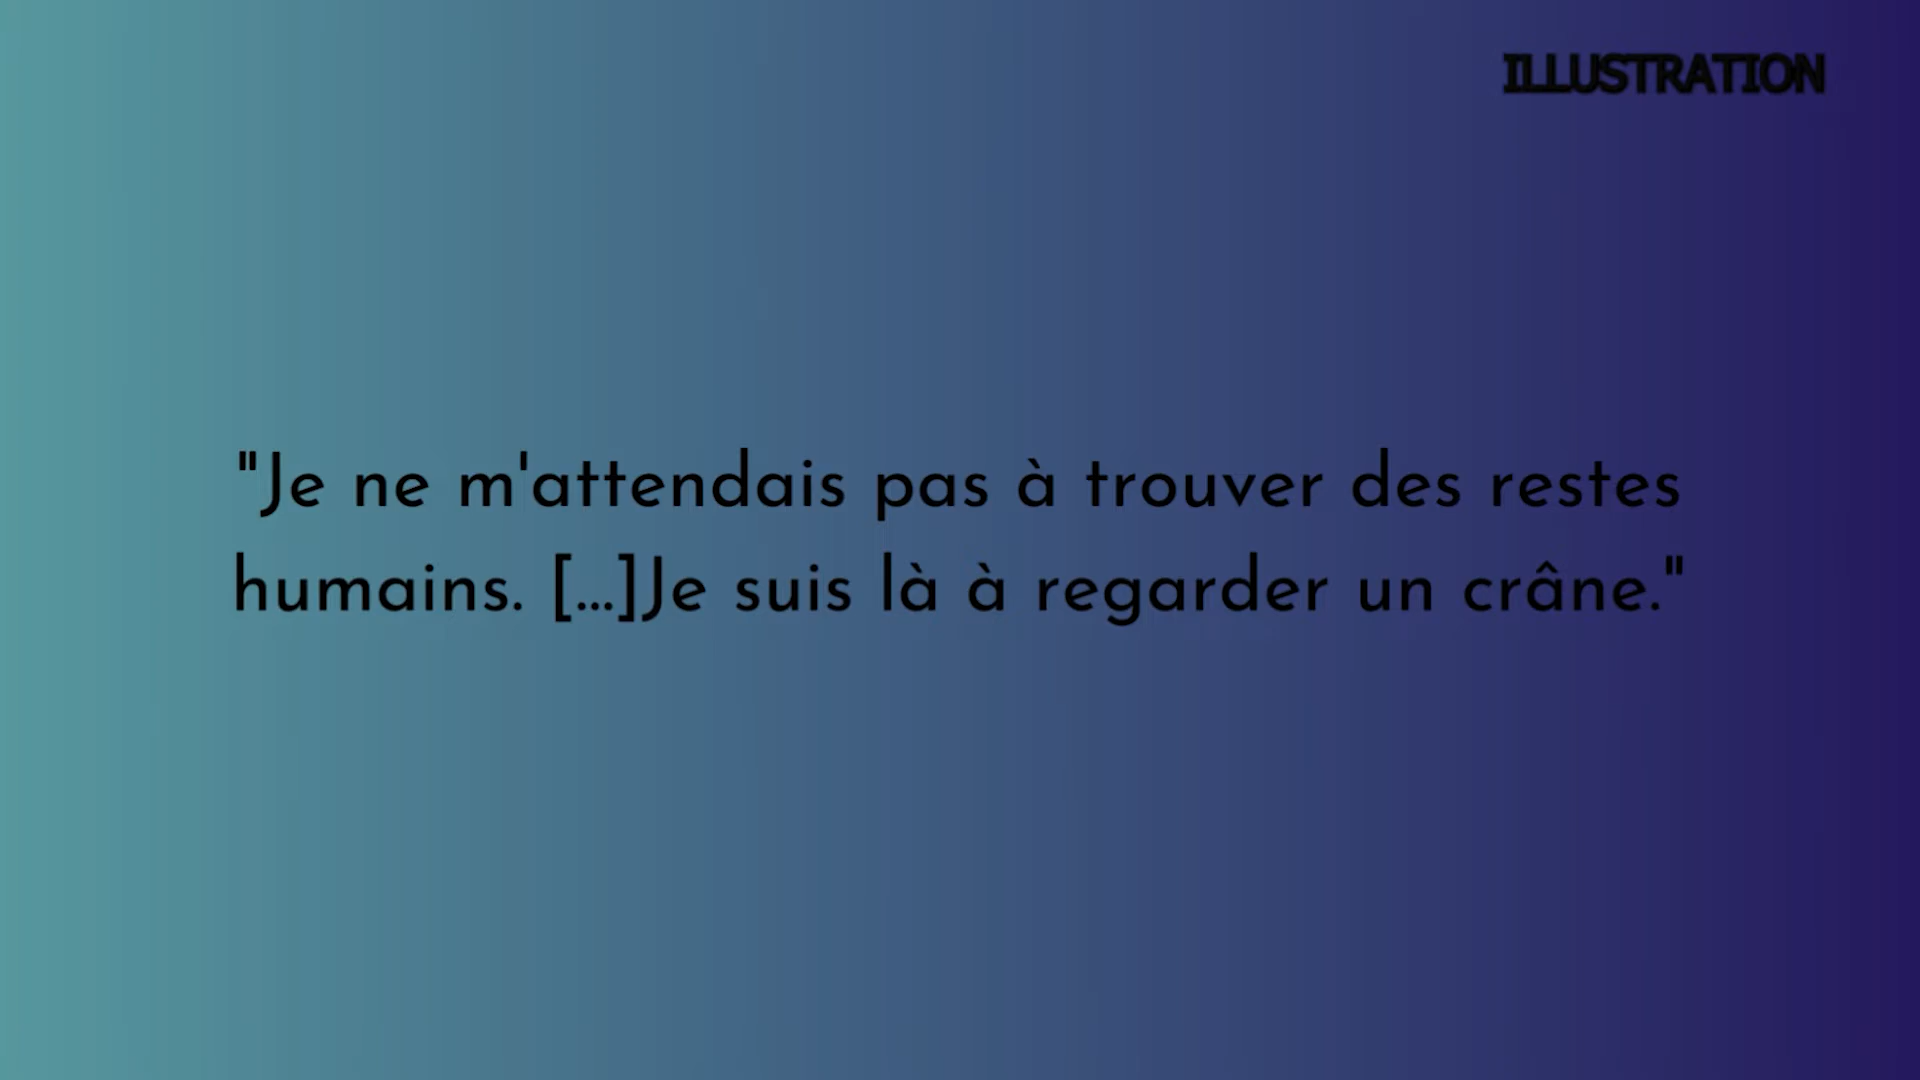 ILLUSTRATION
"Je ne m'attendais pas à trouver des restes
humains. [...]Je suis là à regarder un crâne."